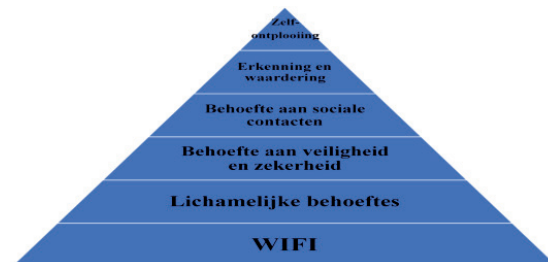 Zelf-
ontplooiing
Erkenning en
waardering
Behoefte aan sociale
contacten
Behoefte aan veiligheid
en zekerheid
Lichamelijke behoeftes
WIFI